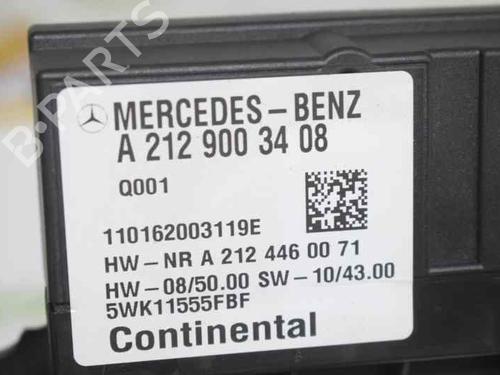 B-PARTS
MERCEDES-BENZ
A 212 900 34 08
Q001
110162003119E
HW-NR A 212 446 00 71
HW-08/50.00 SW-10/43.00
5WK11555FBF
Continental